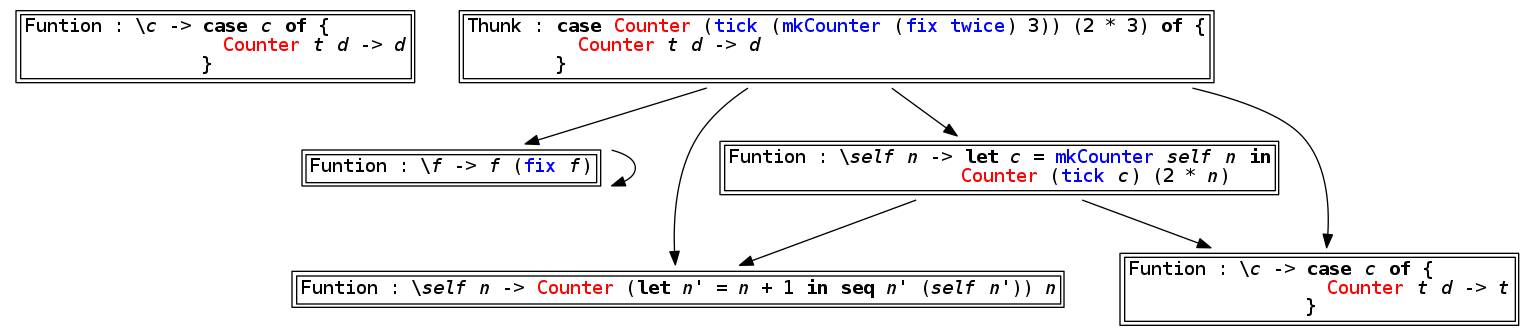 Funtion : \c -> case c of {
Counter t d -> d
}
Thunk : case Counter (tick (mkCounter (fix twice) 3)) (2 * 3) of {
Counter t d -> d
}
Funtion : \f -> f (fix f)
Funtion : \self n -> let c = mkCounter self n in
Counter (tick c) (2 * n)
Funtion : \self n -> Counter (let n' = n + 1 in seq n' (self n')) n
Funtion : \c -> case c of {
Counter t d -> t
}